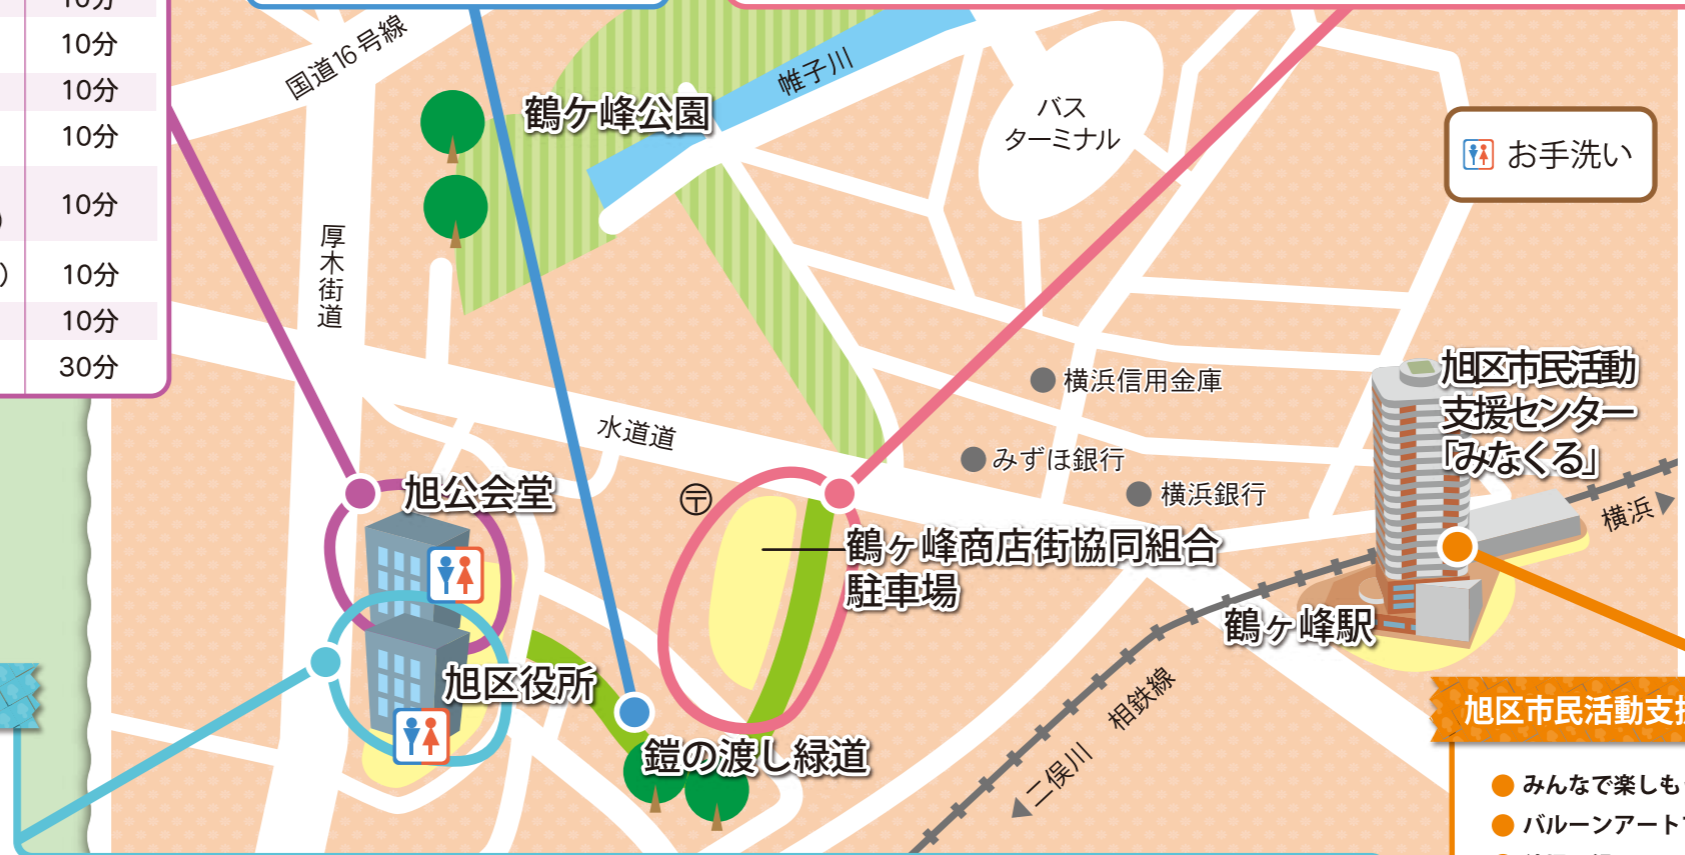 10分
10分
10分
10分
）
10分
）
10分
10分
30分
国道16号線
鶴ケ峰公園
帷子川
バス
ターミナル
お手洗い
厚木街道
横浜信用金庫
旭区市民活動
支援センター
「みなくる」
水道道
みずほ銀行
横浜銀行
横浜
旭公会堂
〒
鶴ヶ峰商店街協同組合
駐車場
鶴ヶ峰駅
旭区役所
相鉄線
鎧の渡し緑道
二俣川
旭区市民活動支援
みんなで楽しも
バルーンアート